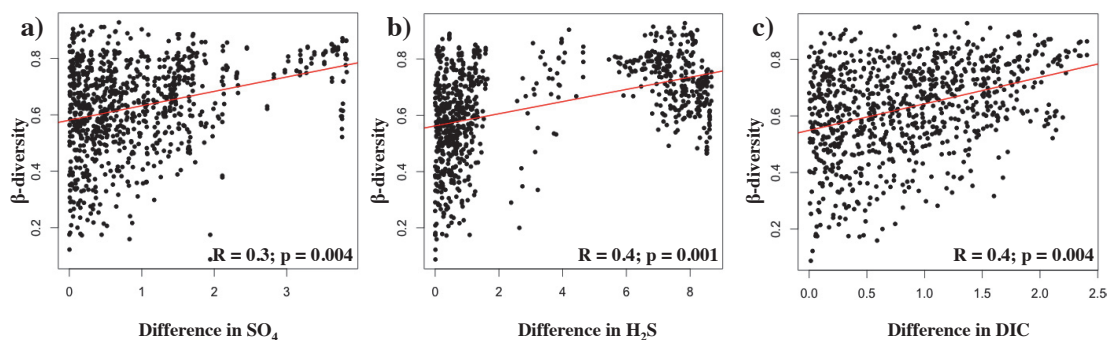 a)
β-diversity
0.2
0.4
0.6
0.8
0
1
2
3
R = 0.3; p = 0.004
Difference in SO₄
b)
β-diversity
0.2
0.4
0.6
0.8
0
2
4
6
8
R = 0.4; p = 0.001
Difference in H₂S
c)
β-diversity
0.2
0.4
0.6
0.8
0.0
0.5
1.0
1.5
2.0
2.5
R = 0.4; p = 0.004
Difference in DIC